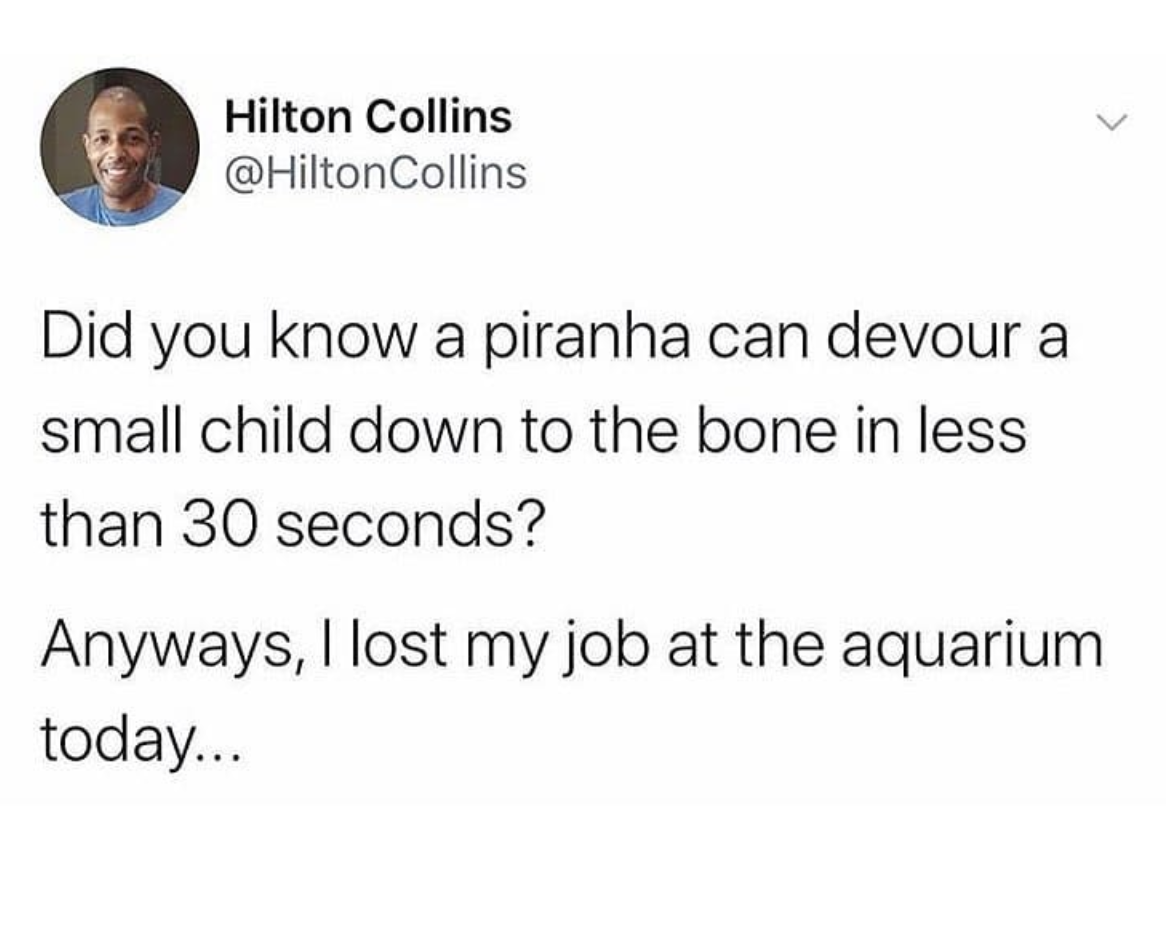 Hilton Collins
@HiltonCollins
Did you know a piranha can devour a
small child down to the bone in less
than 30 seconds?
Anyways, I lost my job at the aquarium
today...